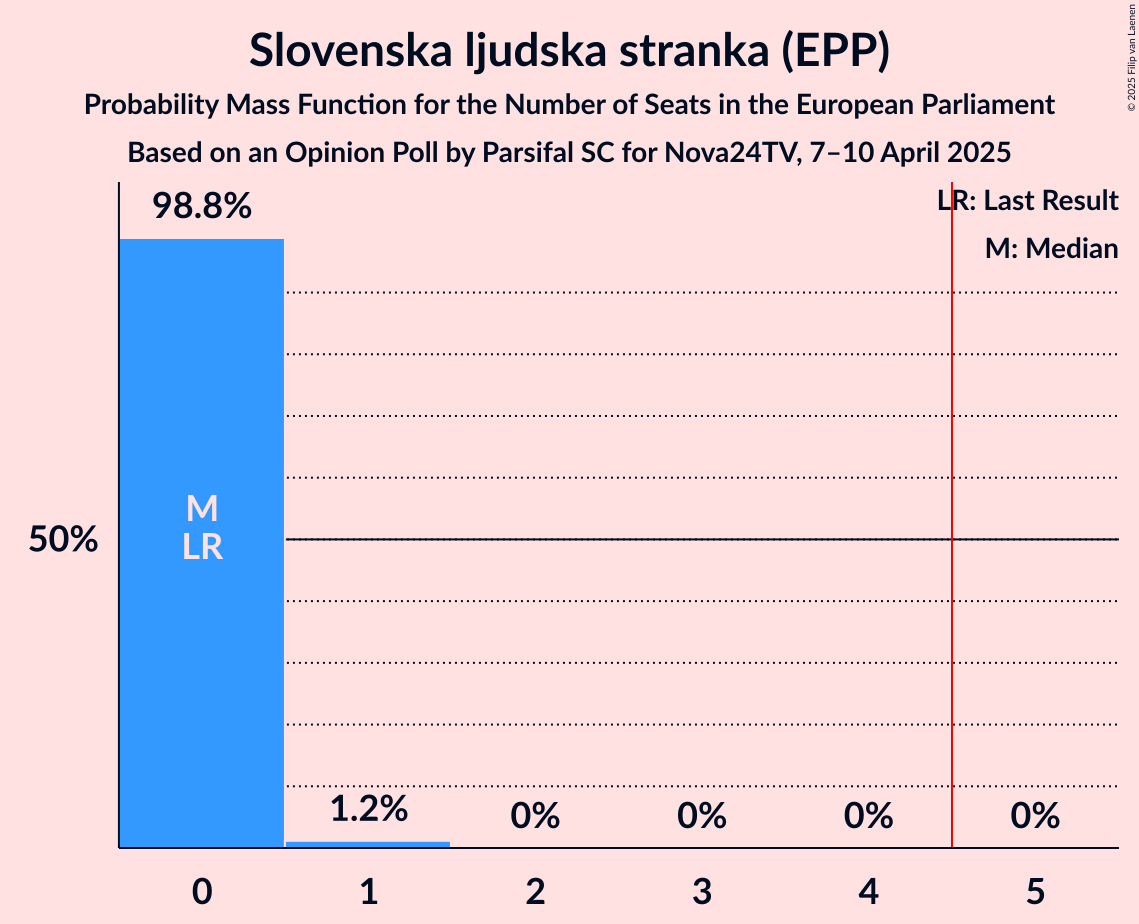 Slovenska ljudska stranka (EPP)
Probability Mass Function for the Number of Seats in the European Parliament
Based on an Opinion Poll by Parsifal SC for Nova24TV, 7–10 April 2025
© 2025 Filip van Laenen
LR: Last Result
M: Median
98.8%
M
LR
50%
1.2%
0%
0%
0%
0%
0
1
2
3
4
5